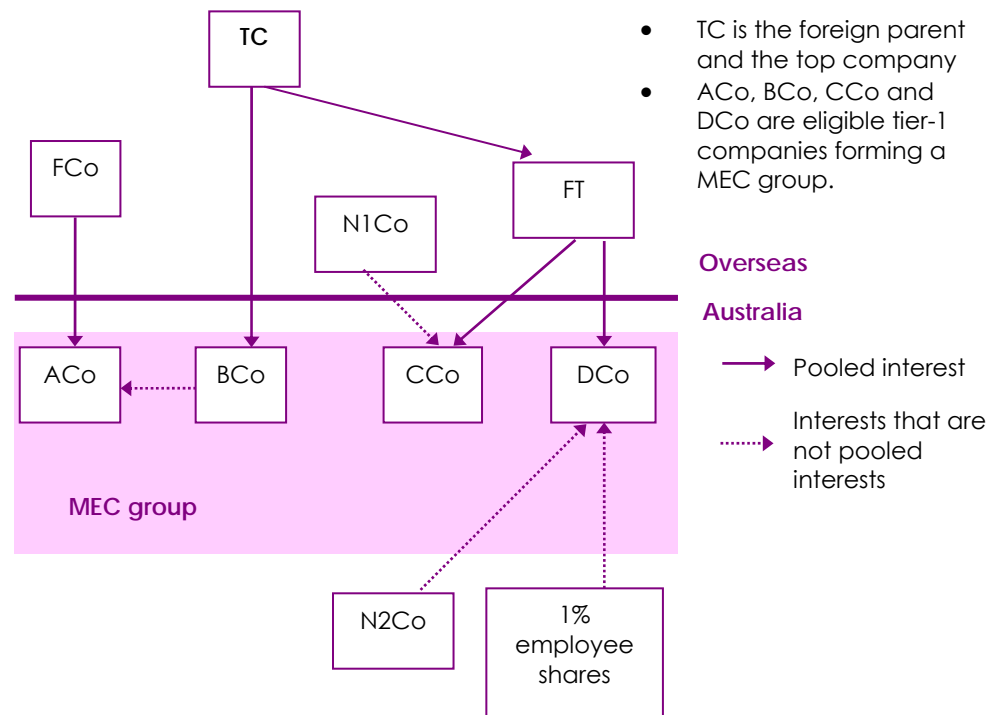 TC
FCo
FT
N1Co
• TC is the foreign parent
and the top company
• ACo, BCo, CCo and
DCo are eligible tier-1
companies forming a
MEC group.
Overseas
Australia
ACo
BCo
CCo
DCo
Pooled interest
Interests that are
not pooled
interests
MEC group
N2Co
1%
employee
shares